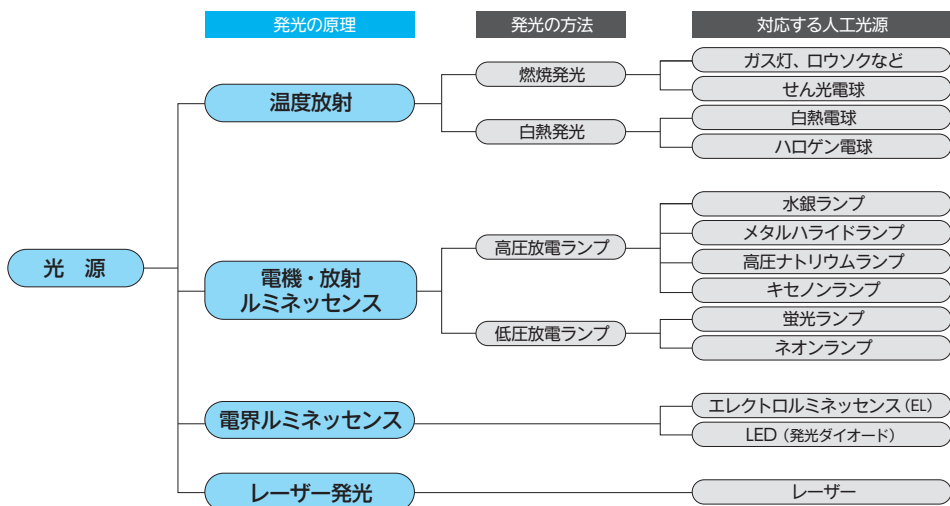 発光の原理
発光の方法
対応する人工光源
光 源
温度放射
燃焼発光
ガス灯、ロウソクなど
せん光電球
白熱発光
白熱電球
ハロゲン電球
電機・放射
ルミネッセンス
高圧放電ランプ
水銀ランプ
メタルハライドランプ
高圧ナトリウムランプ
キセノンランプ
低圧放電ランプ
蛍光ランプ
ネオンランプ
電界ルミネッセンス
エレクトロルミネッセンス(EL)
LED(発光ダイオード)
レーザー発光
レーザー